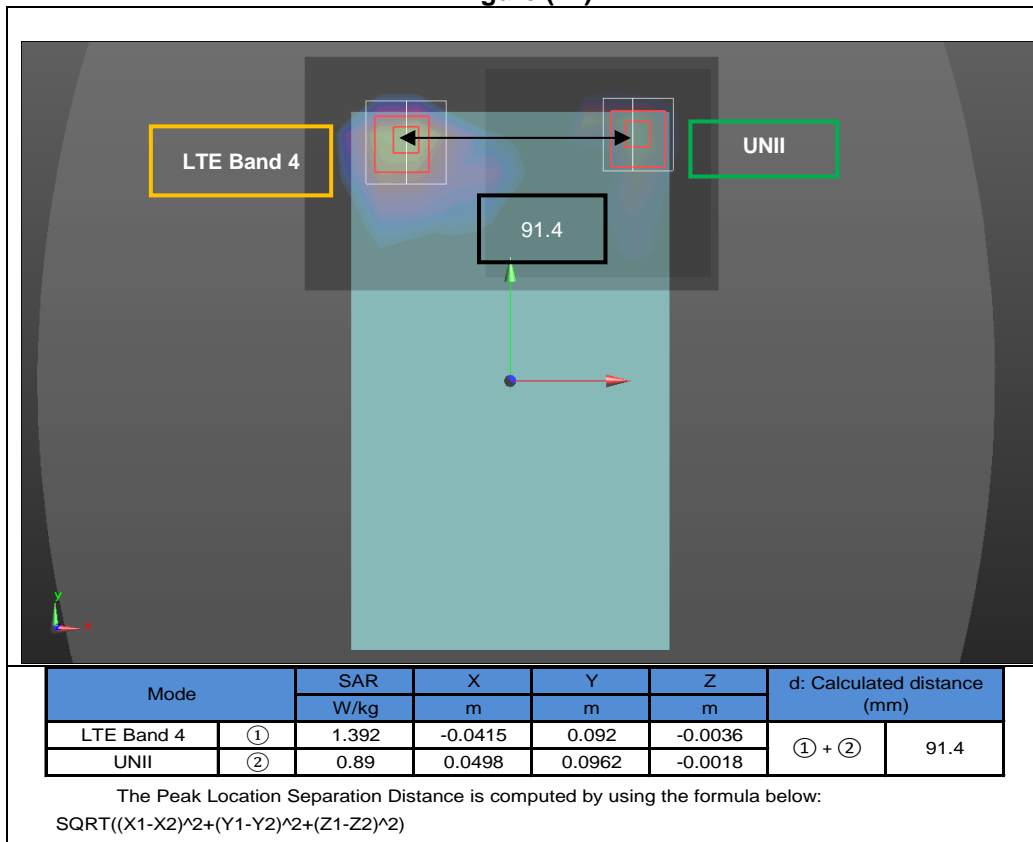 LTE Band 4
UNII
91.4
y
x
Mode SAR X Y Z d: Calculated distance (mm)
W/kg m m m
LTE Band 4 ① 1.392 -0.0415 0.092 -0.0036 ① + ② 91.4
UNII ② 0.89 0.0498 0.0962 -0.0018
The Peak Location Separation Distance is computed by using the formula below:
SQRT((X1-X2)^2+(Y1-Y2)^2+(Z1-Z2)^2)